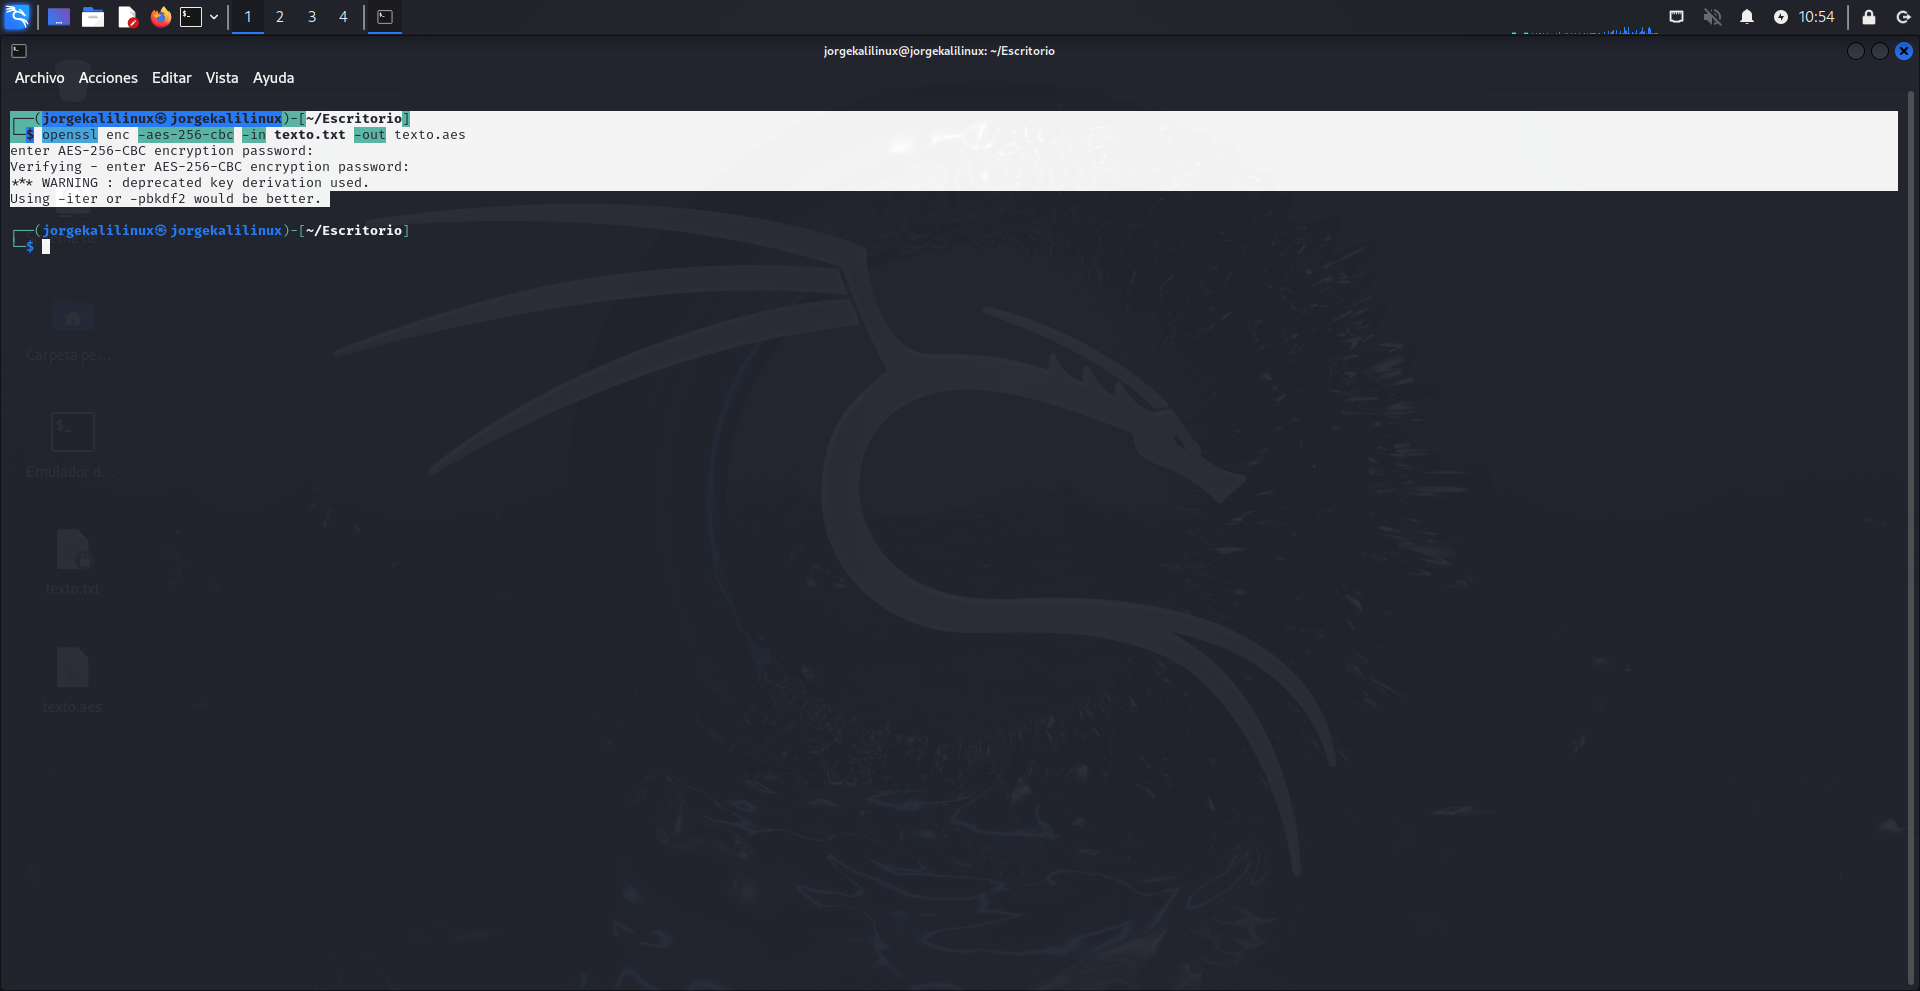 1 2 3 4 10:54
jorgekalilinux@jorgekalilinux: ~/Escritorio
Archivo Acciones Editar Vista Ayuda
┌──(jorgekalilinux㉿jorgekalilinux)-[~/Escritorio]
└─$ openssl enc -aes-256-cbc -in texto.txt -out texto.aes
enter AES-256-CBC encryption password:
Verifying - enter AES-256-CBC encryption password:
*** WARNING : deprecated key derivation used.
Using -iter or -pbkdf2 would be better.
┌──(jorgekalilinux㉿jorgekalilinux)-[~/Escritorio]
└─$
Carpeta pe...
Emulador d...
texto.txt
texto.aes